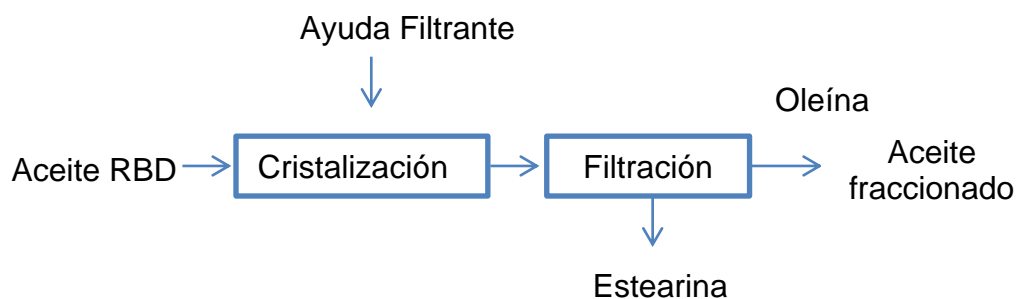 Ayuda Filtrante
Oleína
Aceite RBD
Cristalización
Filtración
Aceite
fraccionado
Estearina